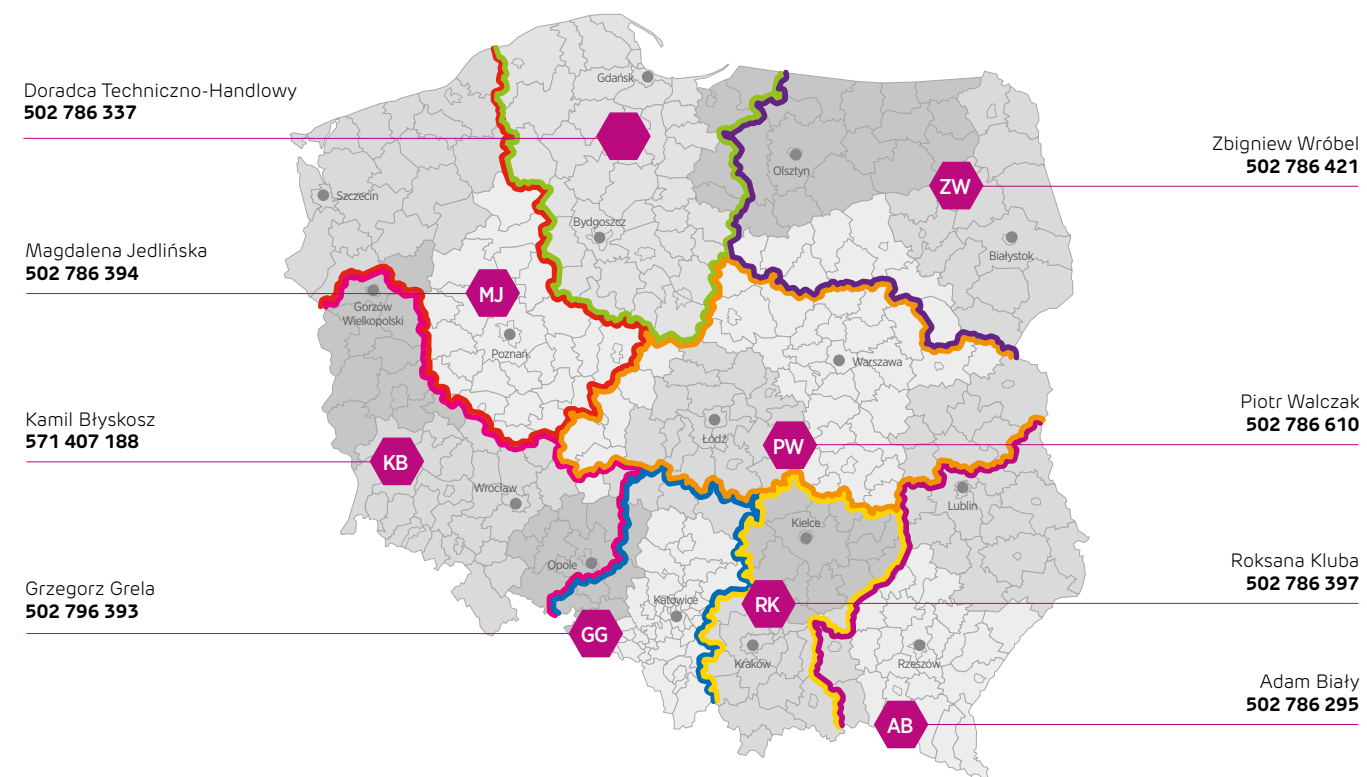 Doradca Techniczno-Handlowy
502 786 337
Magdalena Jedlińska
502 786 394
Kamil Błyskosz
571 407 188
Grzegorz Grela
502 796 393
Gdańsk
Olsztyn
Szczecin
Bydgoszcz
Białystok
Gorzów
Wielkopolski
Poznań
Warszawa
Łódź
Wrocław
Lublin
Kielce
Opole
Katowice
Kraków
Rzeszów
ZW
MJ
PW
KB
RK
GG
AB
Zbigniew Wróbel
502 786 421
Piotr Walczak
502 786 610
Roksana Kluba
502 786 397
Adam Biały
502 786 295